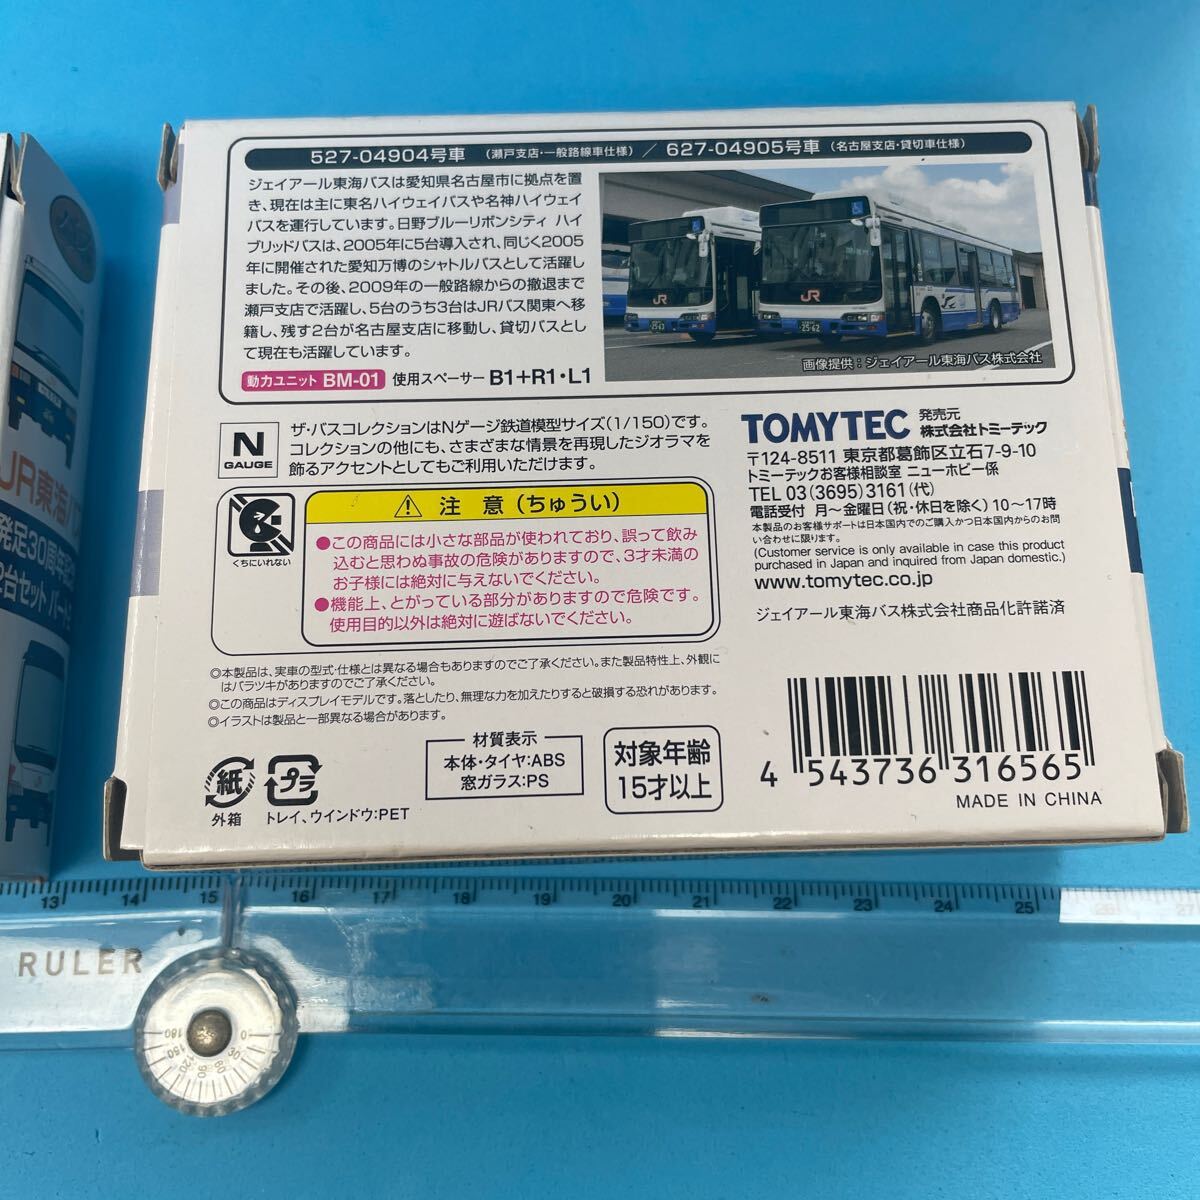 527-04904号車 (瀬戸支店・一般路線車仕様) / 627-04905号車 (名古屋支店・貸切車仕様)
ジェイアール東海バスは愛知県名古屋市に拠点を置
き、現在は主に東名ハイウェイバスや名神ハイウェイ
バスを運行しています。日野ブルーリボンシティ ハイ
ブリッドバスは、2005年に5台導入され、同じく2005
年に開催された愛知万博のシャトルバスとして活躍し
ました。その後、2009年の一般路線からの撤退まで
瀬戸支店で活躍し、5台のうち3台はJRバス関東へ移
籍し、残す2台が名古屋支店に移動し、貸切バスとし
て現在も活躍しています。
動力ユニット BM-01 使用スペーサー B1+R1・L1
JR
JR
2563
2562
画像提供:ジェイアール東海バス株式会社
N
GAUGE
ザ・バスコレクションはNゲージ鉄道模型サイズ(1/150)です。
コレクションの他にも、さまざまな情景を再現したジオラマを
飾るアクセントとしてもご利用いただけます。
くちにいれない
注 意(ちゅうい)
●この商品には小さな部品が使われており、誤って飲み
込むと思わぬ事故の危険がありますので、3才未満の
お子様には絶対に与えないでください。
●機能上、とがっている部分がありますので危険です。
使用目的以外は絶対に遊ばないでください。
TOMYTEC 発売元
株式会社トミーテック
〒124-8511 東京都葛飾区立石7-9-10
トミーテックお客様相談室 ニューホビー係
TEL 03(3695)3161(代)
電話受付 月〜金曜日(祝・休日を除く)10〜17時
本製品のお客様サポートは日本国内でのご購入かつ日本国内からのお問
い合わせに限ります。
(Customer service is only available in case this product
purchased in Japan and inquired from Japan domestic.)
www.tomytec.co.jp
ジェイアール東海バス株式会社商品化許諾済
◎本製品は、実車の型式・仕様とは異なる場合もありますのでご了承ください。また製品特性上、外観に
はバラツキがありますのでご了承ください。
◎この商品はディスプレイモデルです。落としたり、無理な力を加えたりすると破損する恐れがあります。
◎イラストは製品と一部異なる場合があります。
紙
外箱
プラ
トレイ、ウインドウ:PET
材質表示
本体・タイヤ:ABS
窓ガラス:PS
対象年齢
15才以上
4 543736 316565
MADE IN CHINA
JR東海バス
発足30周年記念
2台セット パート
13 14 15 16 17 18 19 20 21 22 23 24 25 26 27
RULER
0 30 60 90 120 150 180